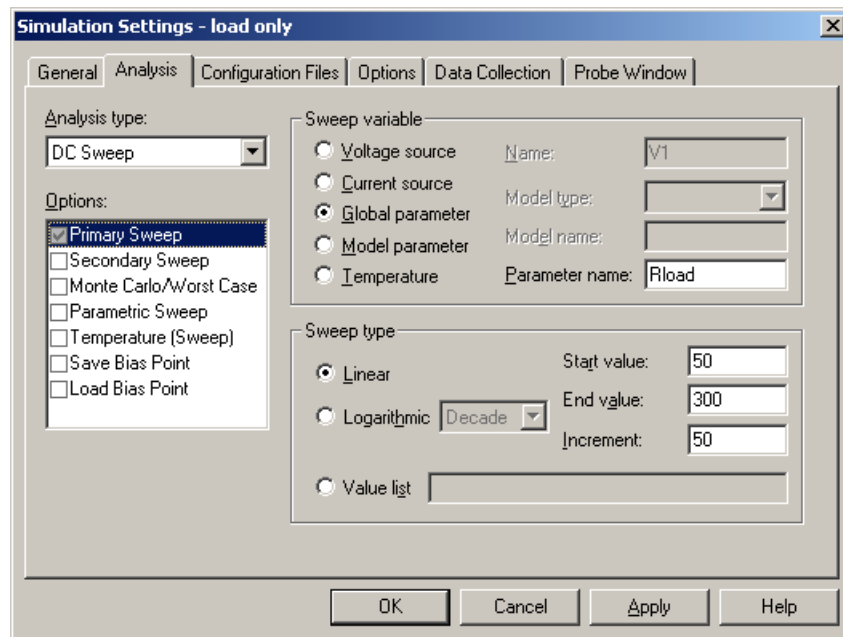 Simulation Settings - load only
General Analysis Configuration Files Options Data Collection Probe Window
Analysis type:
DC Sweep
Options:
Primary Sweep
Secondary Sweep
Monte Carlo/Worst Case
Parametric Sweep
Temperature (Sweep)
Save Bias Point
Load Bias Point
Sweep variable
Voltage source
Current source
Global parameter
Model parameter
Temperature
Name: V1
Model type:
Model name:
Parameter name: Rload
Sweep type
Linear
Logarithmic Decade
Value list
Start value: 50
End value: 300
Increment: 50
OK Cancel Apply Help